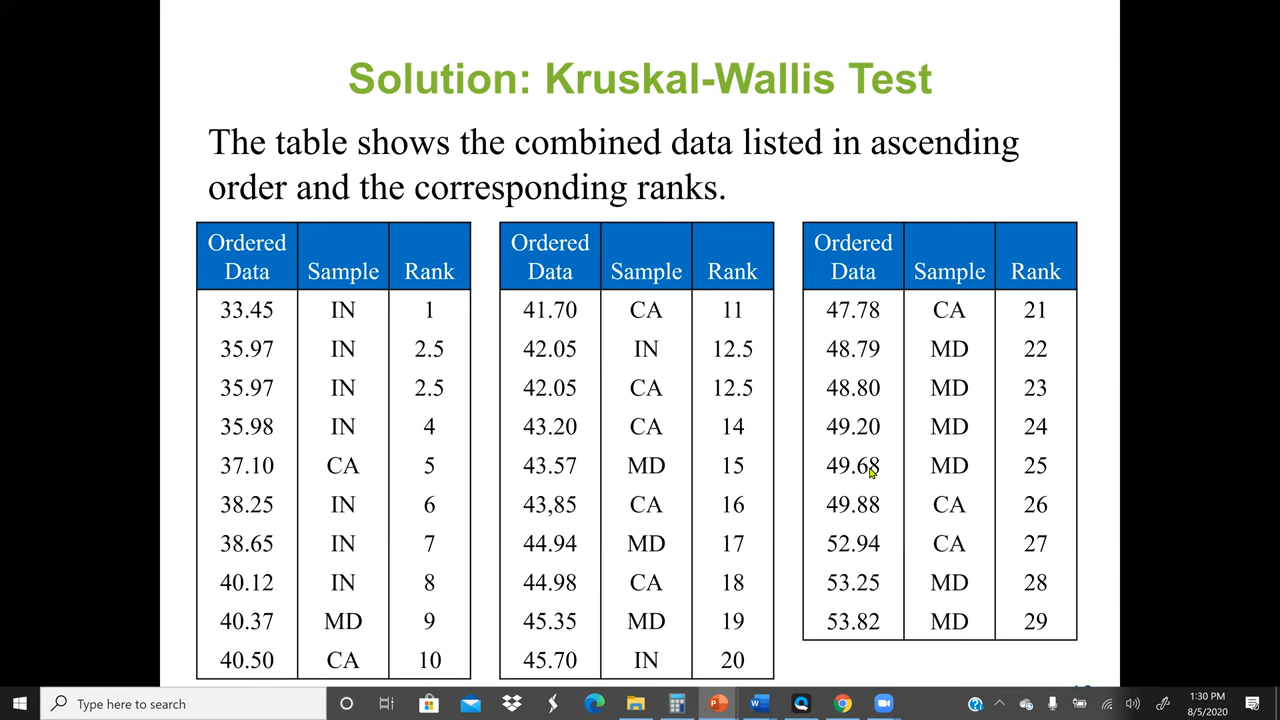 Solution: Kruskal-Wallis Test
The table shows the combined data listed in ascending
order and the corresponding ranks.
Ordered Data Sample Rank
33.45 IN 1
35.97 IN 2.5
35.97 IN 2.5
35.98 IN 4
37.10 CA 5
38.25 IN 6
38.65 IN 7
40.12 IN 8
40.37 MD 9
40.50 CA 10
Ordered Data Sample Rank
41.70 CA 11
42.05 IN 12.5
42.05 CA 12.5
43.20 CA 14
43.57 MD 15
43,85 CA 16
44.94 MD 17
44.98 CA 18
45.35 MD 19
45.70 IN 20
Ordered Data Sample Rank
47.78 CA 21
48.79 MD 22
48.80 MD 23
49.20 MD 24
49.68 MD 25
49.88 CA 26
52.94 CA 27
53.25 MD 28
53.82 MD 29
Type here to search
1:30 PM
8/5/2020